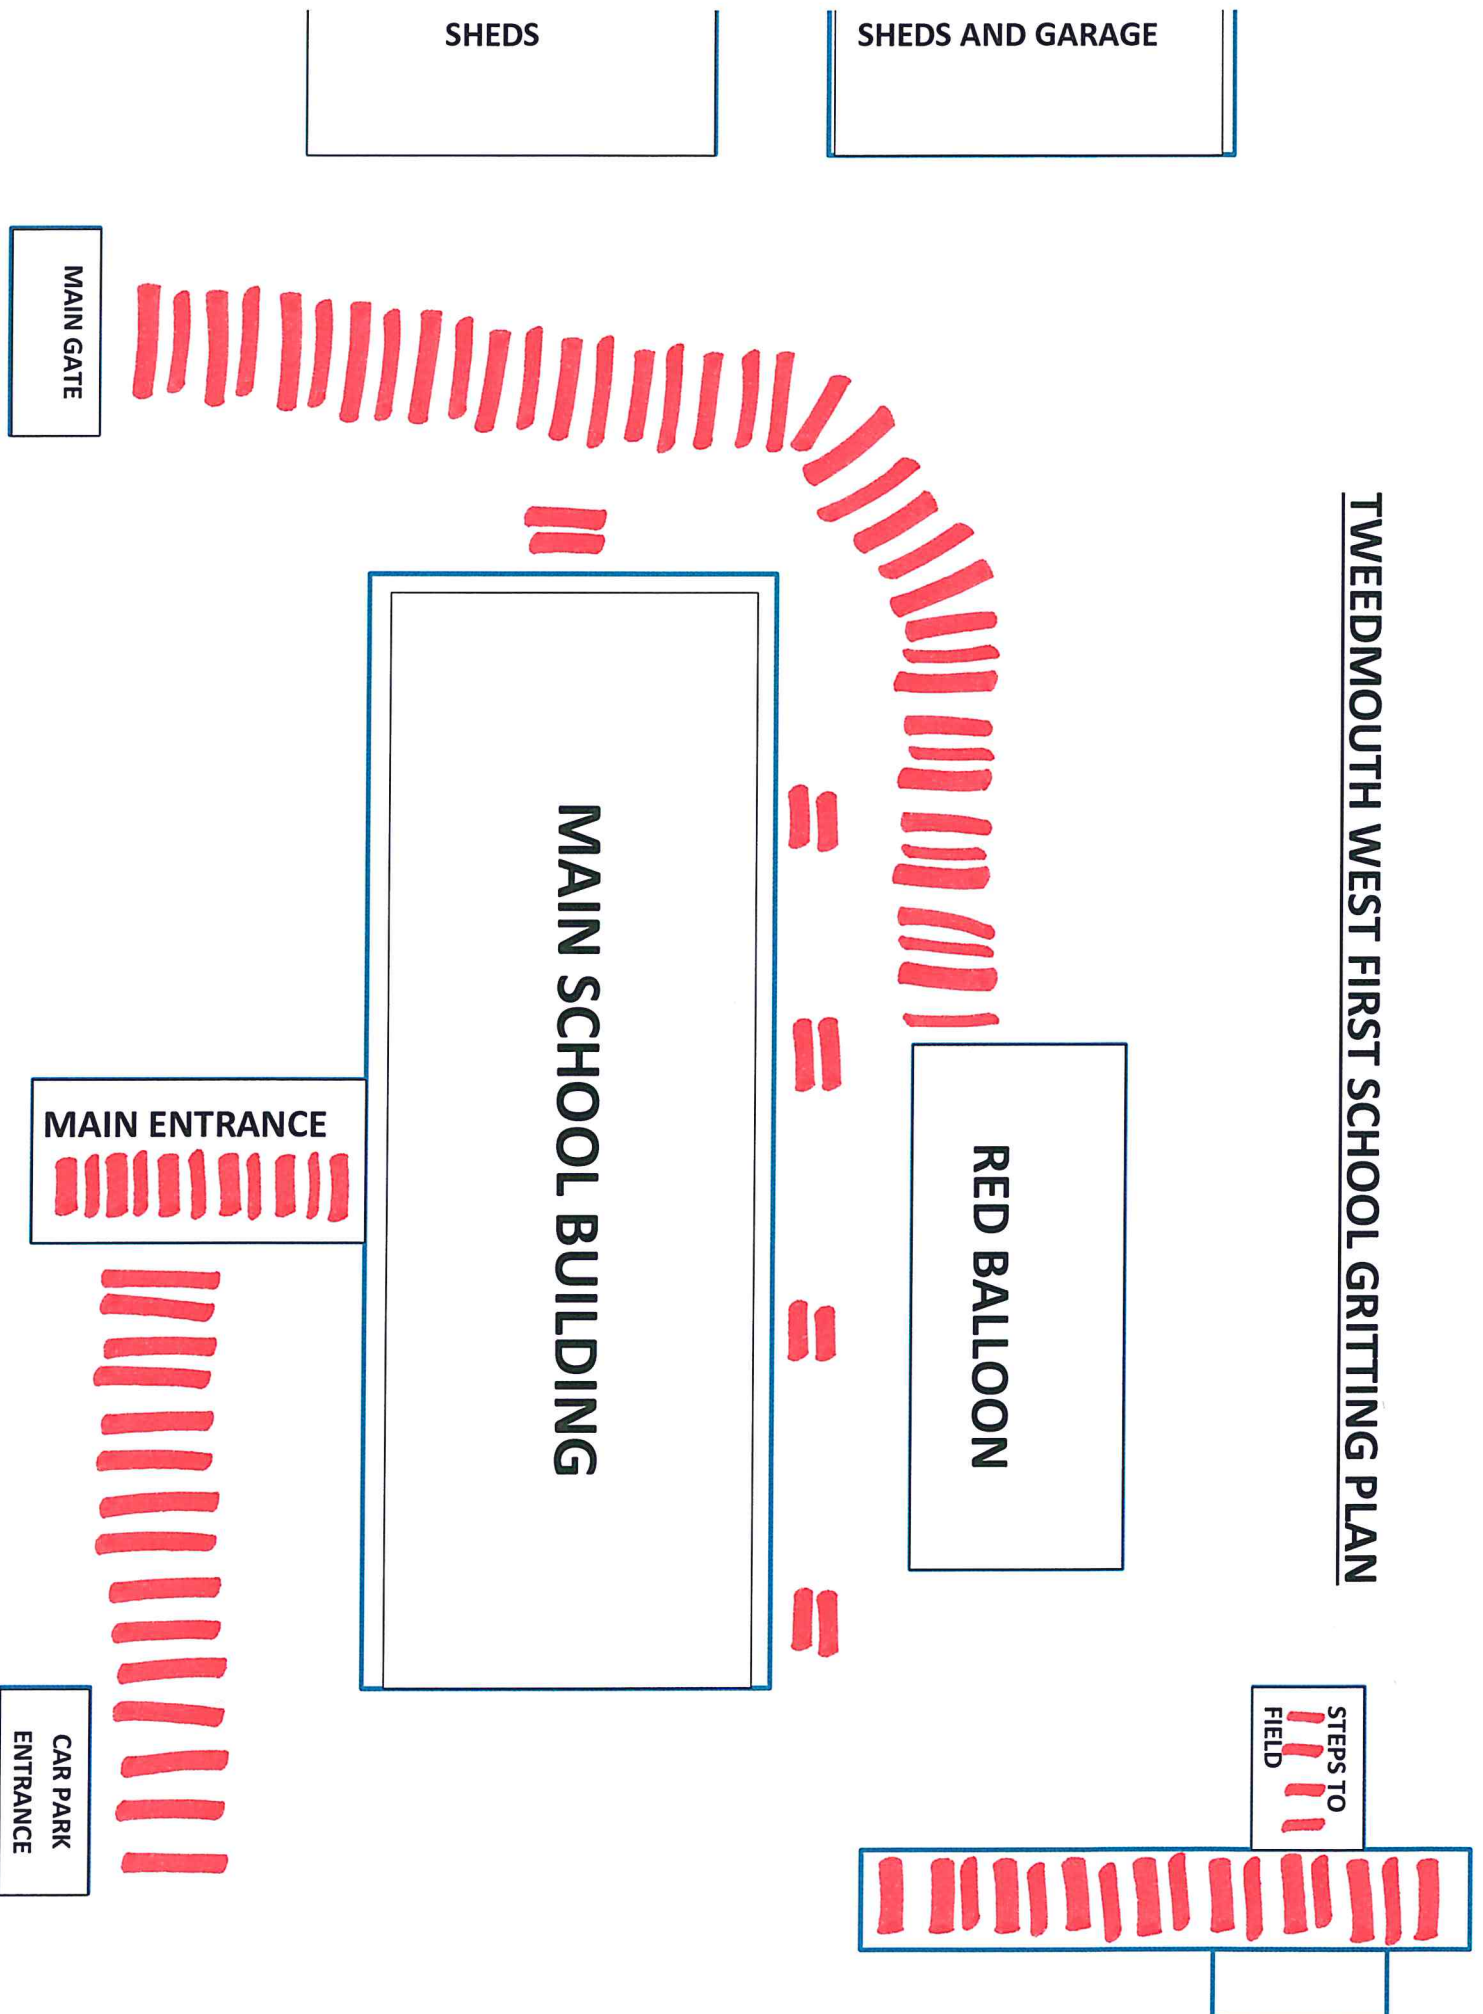 TWEEDMOUTH WEST FIRST SCHOOL GRITTING PLAN
SHEDS
SHEDS AND GARAGE
MAIN GATE
MAIN SCHOOL BUILDING
RED BALLOON
MAIN ENTRANCE
STEPS TO
FIELD
CAR PARK
ENTRANCE